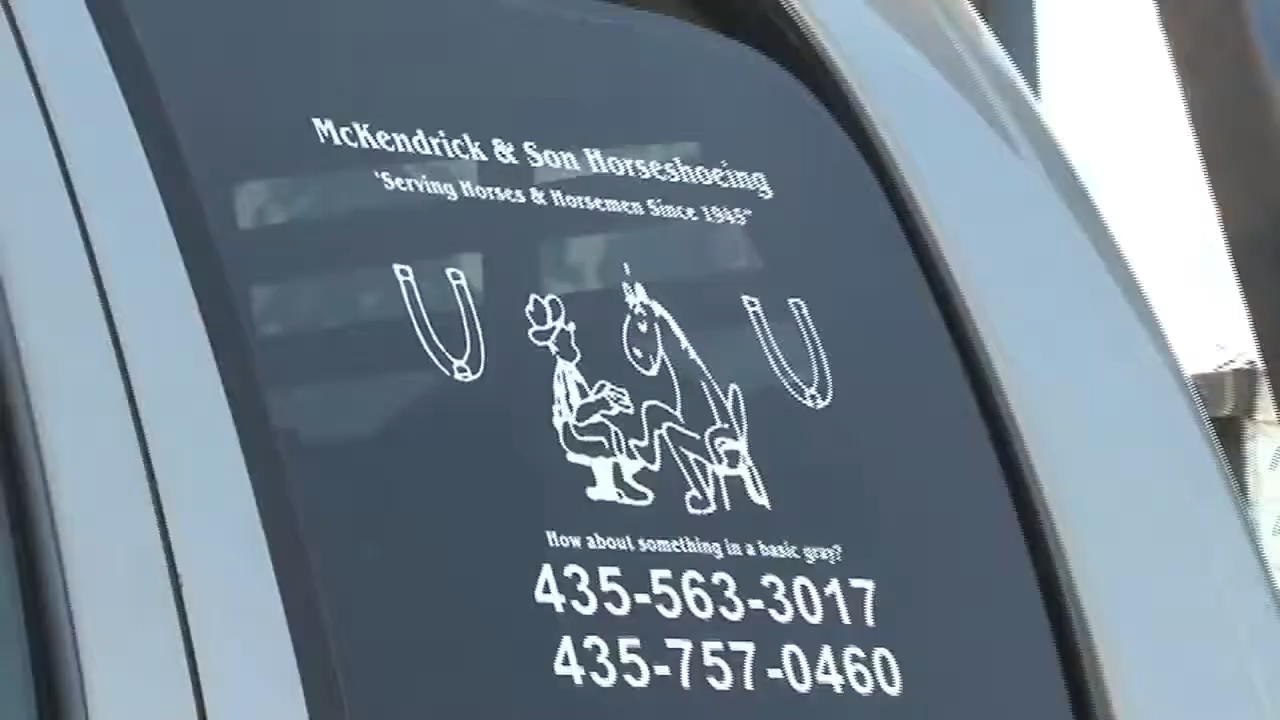 McKendrick & Son Horseshoeing
'Serving Horses & Horsemen Since 1945"
How about something in a basic gray?
435-563-3017
435-757-0460